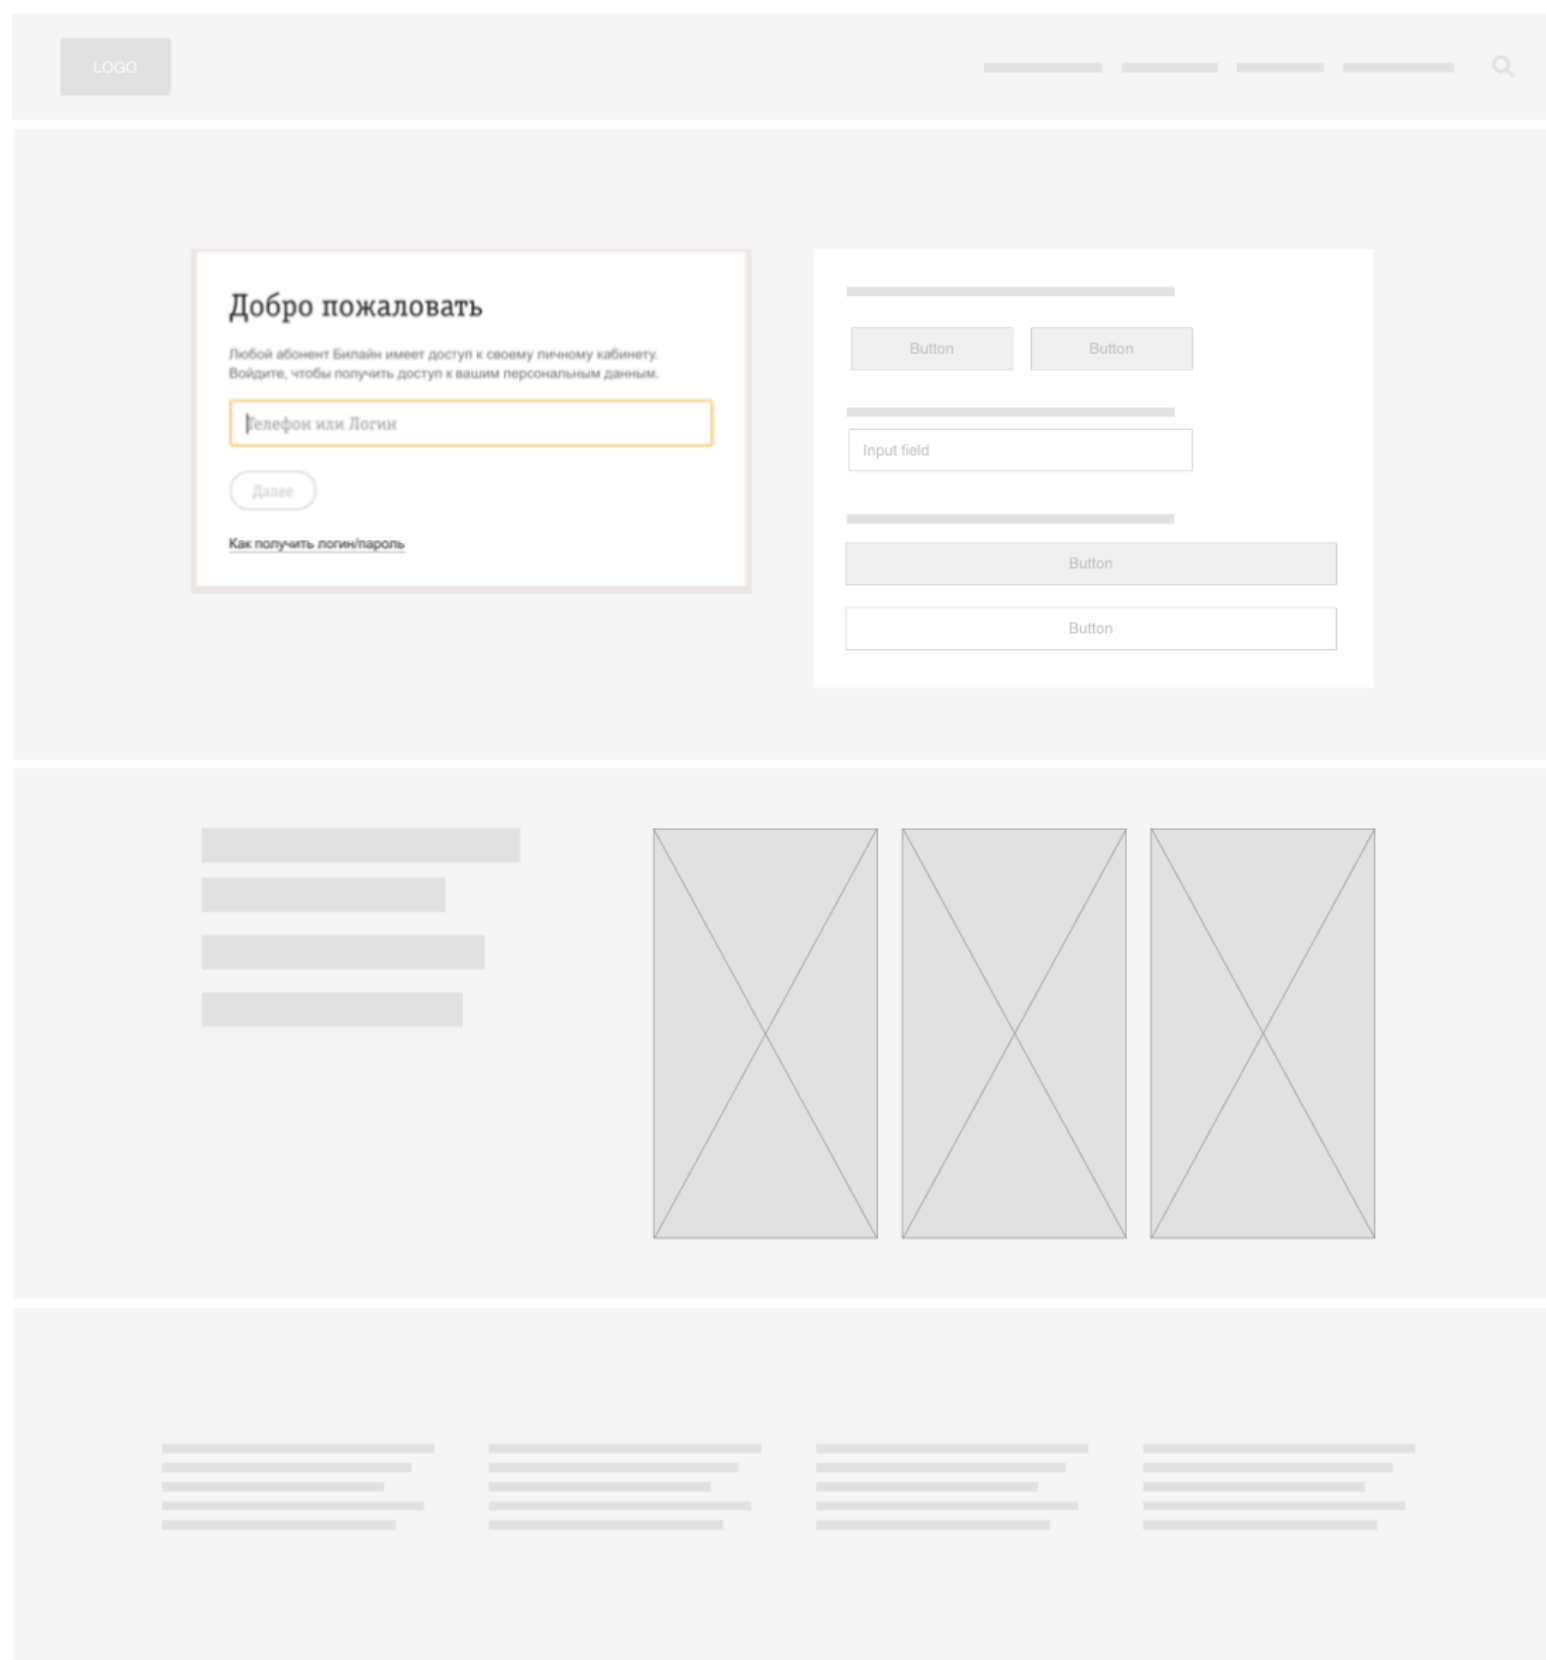 LOGO
Добро пожаловать
Любой абонент Билайн имеет доступ к своему личному кабинету.
Войдите, чтобы получить доступ к вашим персональным данным.
Телефон или Логин
Далее
Как получить логин/пароль
Button Button
Input field
Button
Button